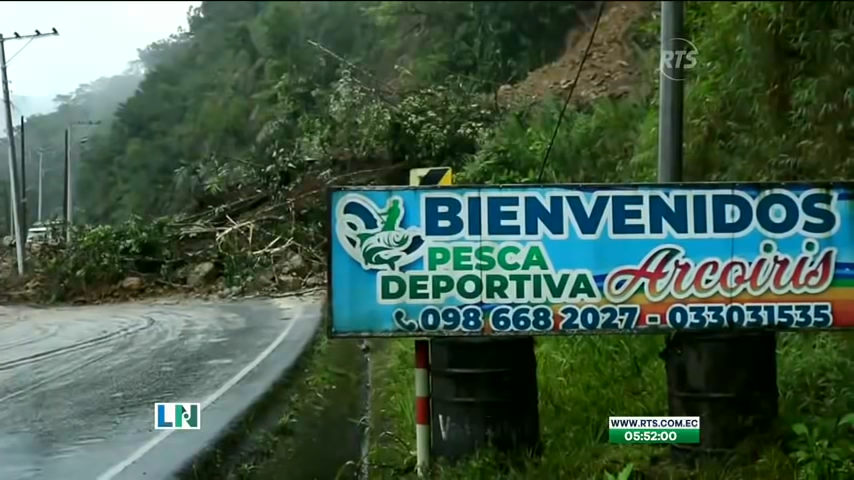 RTS
BIENVENIDOS
PESCA
DEPORTIVA Arcoiris
098 668 2027 - 033031535
LN
WWW.RTS.COM.EC
05:52:00